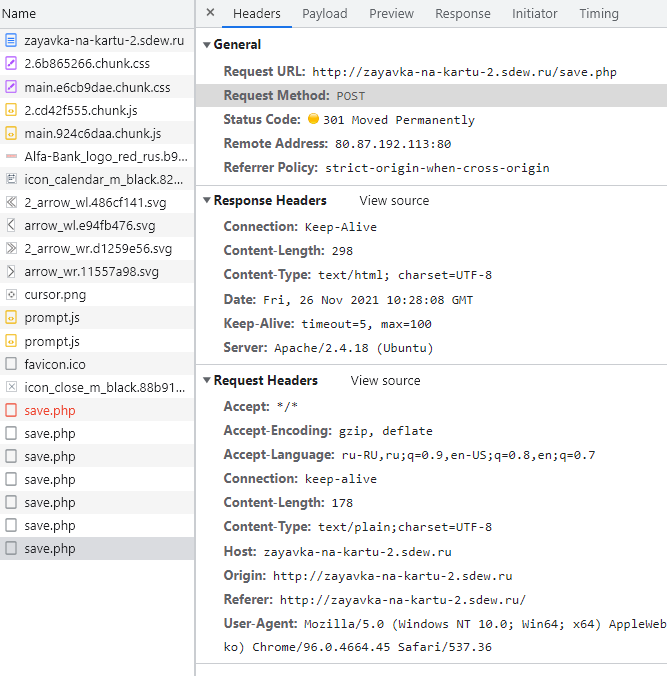 Name
zayavka-na-kartu-2.sdew.ru
2.6b865266.chunk.css
main.e6cb9dae.chunk.css
2.cd42f555.chunk.js
main.924c6daa.chunk.js
Alfa-Bank_logo_red_rus.b9...
icon_calendar_m_black.82...
2_arrow_wl.486cf141.svg
arrow_wl.e94fb476.svg
2_arrow_wr.d1259e56.svg
arrow_wr.11557a98.svg
cursor.png
prompt.js
prompt.js
favicon.ico
icon_close_m_black.88b91...
save.php
save.php
save.php
save.php
save.php
save.php
save.php
× Headers Payload Preview Response Initiator Timing
General
Request URL: http://zayavka-na-kartu-2.sdew.ru/save.php
Request Method: POST
Status Code: 301 Moved Permanently
Remote Address: 80.87.192.113:80
Referrer Policy: strict-origin-when-cross-origin
Response Headers View source
Connection: Keep-Alive
Content-Length: 298
Content-Type: text/html; charset=UTF-8
Date: Fri, 26 Nov 2021 10:28:08 GMT
Keep-Alive: timeout=5, max=100
Server: Apache/2.4.18 (Ubuntu)
Request Headers View source
Accept: */*
Accept-Encoding: gzip, deflate
Accept-Language: ru-RU,ru;q=0.9,en-US;q=0.8,en;q=0.7
Connection: keep-alive
Content-Length: 178
Content-Type: text/plain;charset=UTF-8
Host: zayavka-na-kartu-2.sdew.ru
Origin: http://zayavka-na-kartu-2.sdew.ru
Referer: http://zayavka-na-kartu-2.sdew.ru/
User-Agent: Mozilla/5.0 (Windows NT 10.0; Win64; x64) AppleWeb
ko) Chrome/96.0.4664.45 Safari/537.36